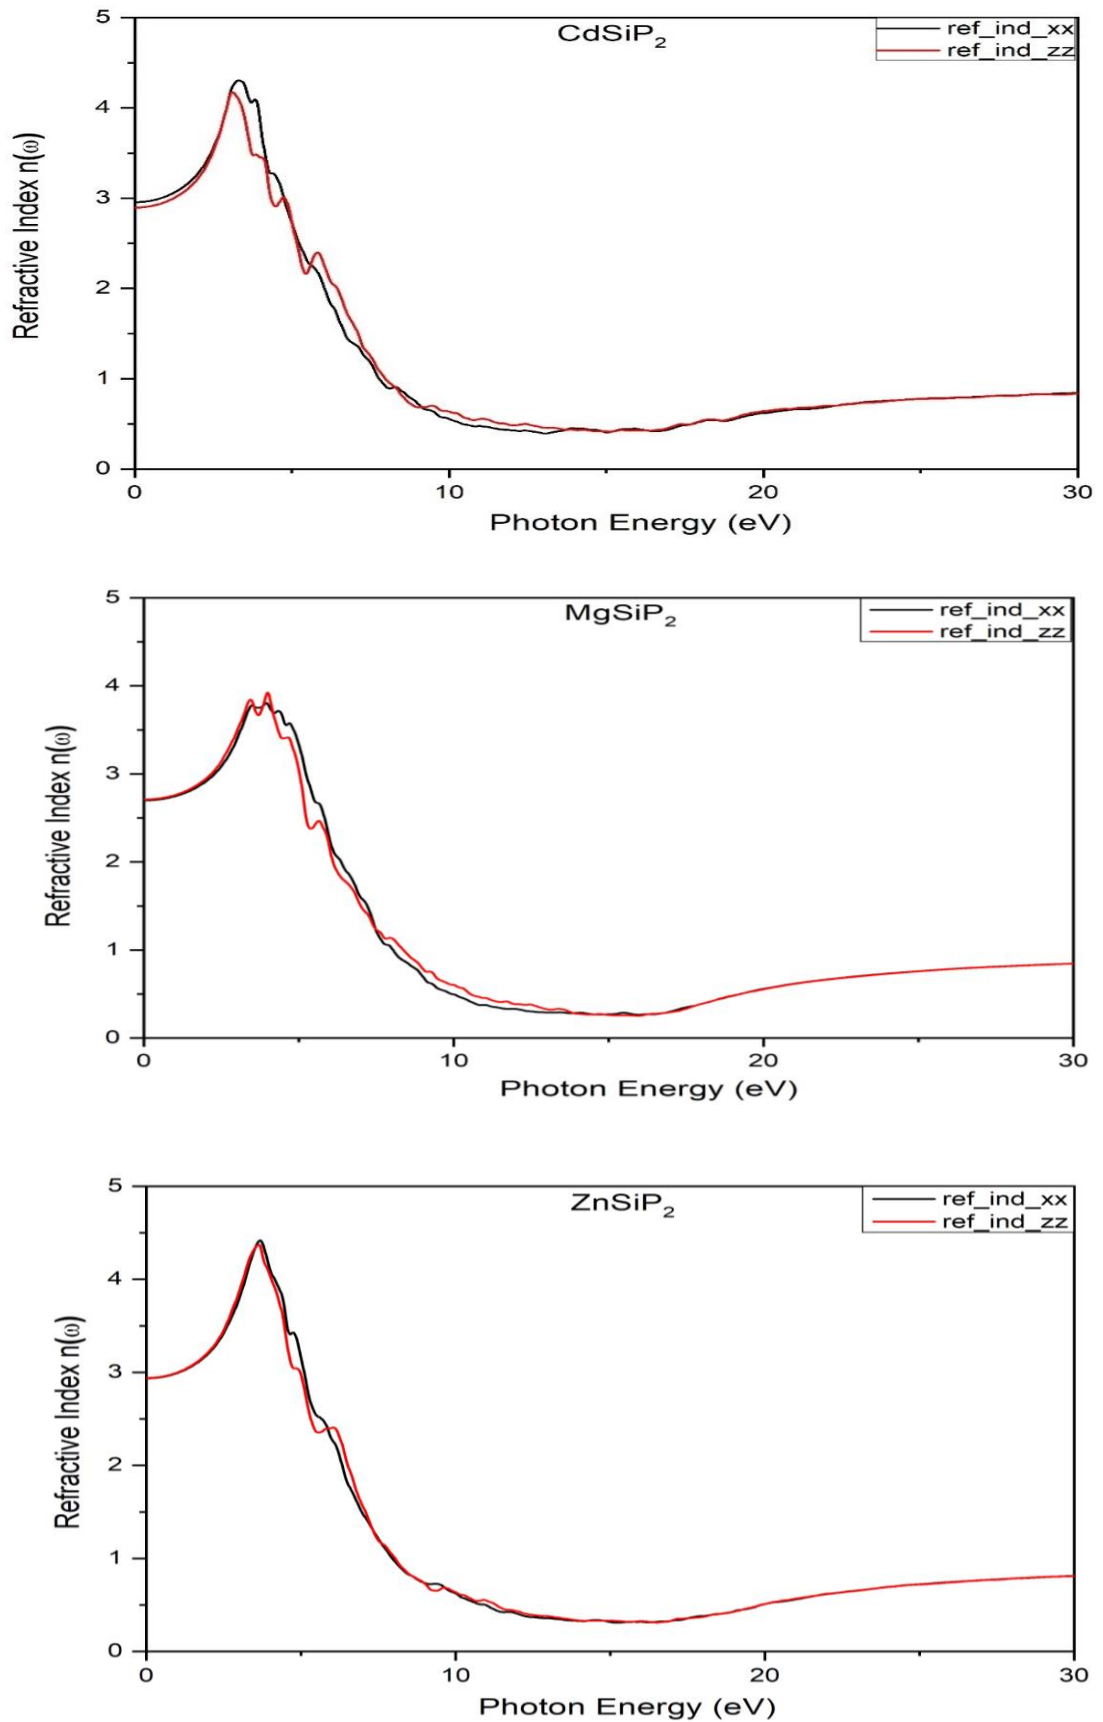 CdSiP₂
ref_ind_xx
ref_ind_zz
Refractive Index n(ω)
5
4
3
2
1
0
0 10 20 30
Photon Energy (eV)
MgSiP₂
ref_ind_xx
ref_ind_zz
Refractive Index n(ω)
5
4
3
2
1
0
0 10 20 30
Photon Energy (eV)
ZnSiP₂
ref_ind_xx
ref_ind_zz
Refractive Index n(ω)
5
4
3
2
1
0
0 10 20 30
Photon Energy (eV)